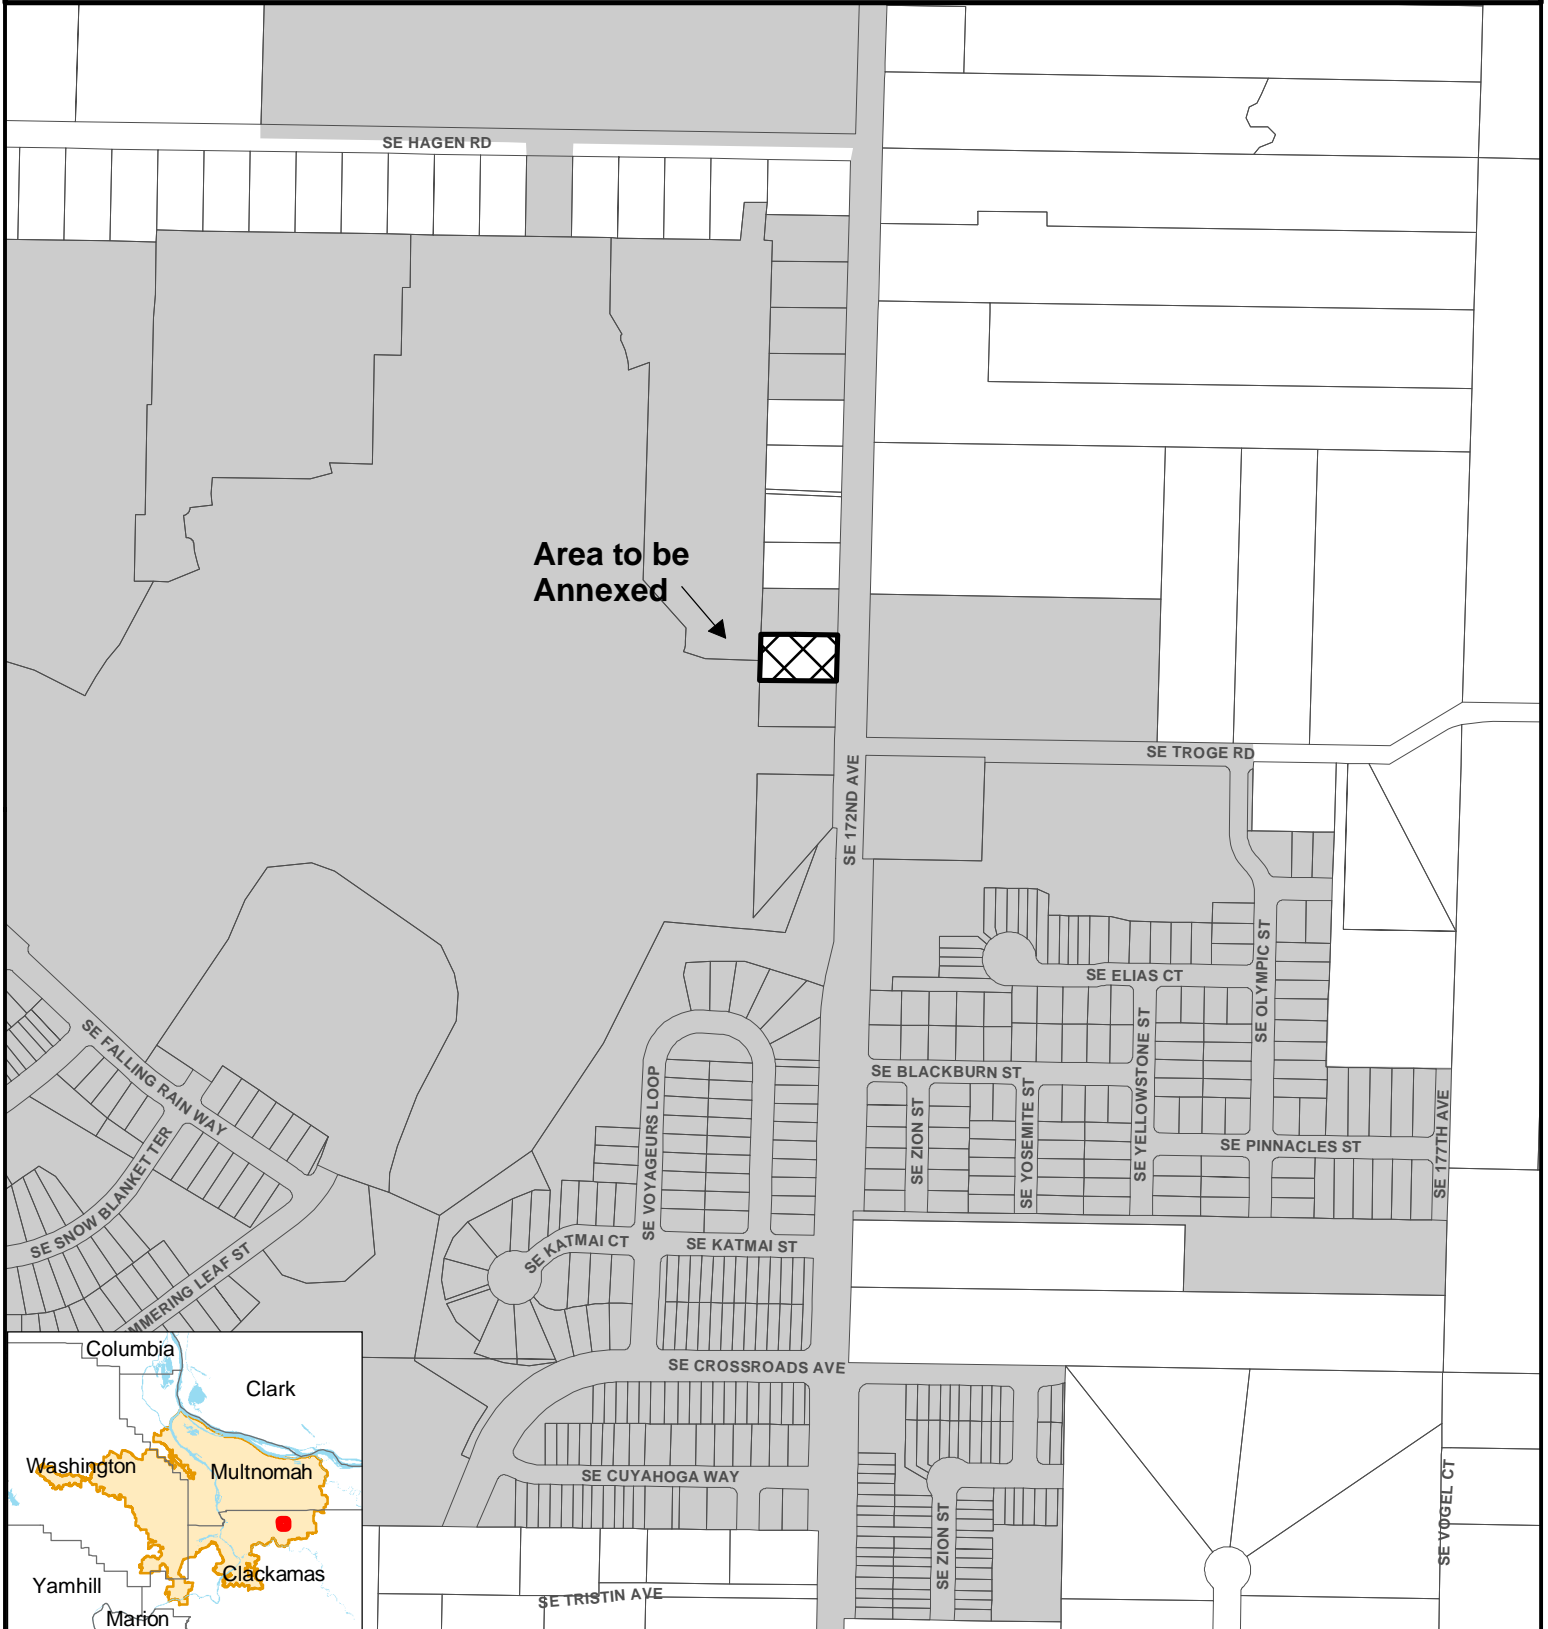 SE HAGEN RD
Area to be
Annexed
SE TROGE RD
SE 172ND AVE
SE ELIAS CT
SE OLYMPIC ST
SE FALLING RAIN WAY
SE VOYAGEURS LOOP
SE BLACKBURN ST
SE YELLOWSTONE ST
SE ZION ST
SE YOSEMITE ST
SE PINNACLES ST
SE 177TH AVE
SE SNOW BLANKET TER
SE KATMAI CT
SE KATMAI ST
MMERING LEAF ST
SE CROSSROADS AVE
SE CUYAHOGA WAY
SE ZION ST
SE VOGEL CT
SE TRISTIN AVE
Columbia
Clark
Washington
Multnomah
Yamhill
Clackamas
Marion